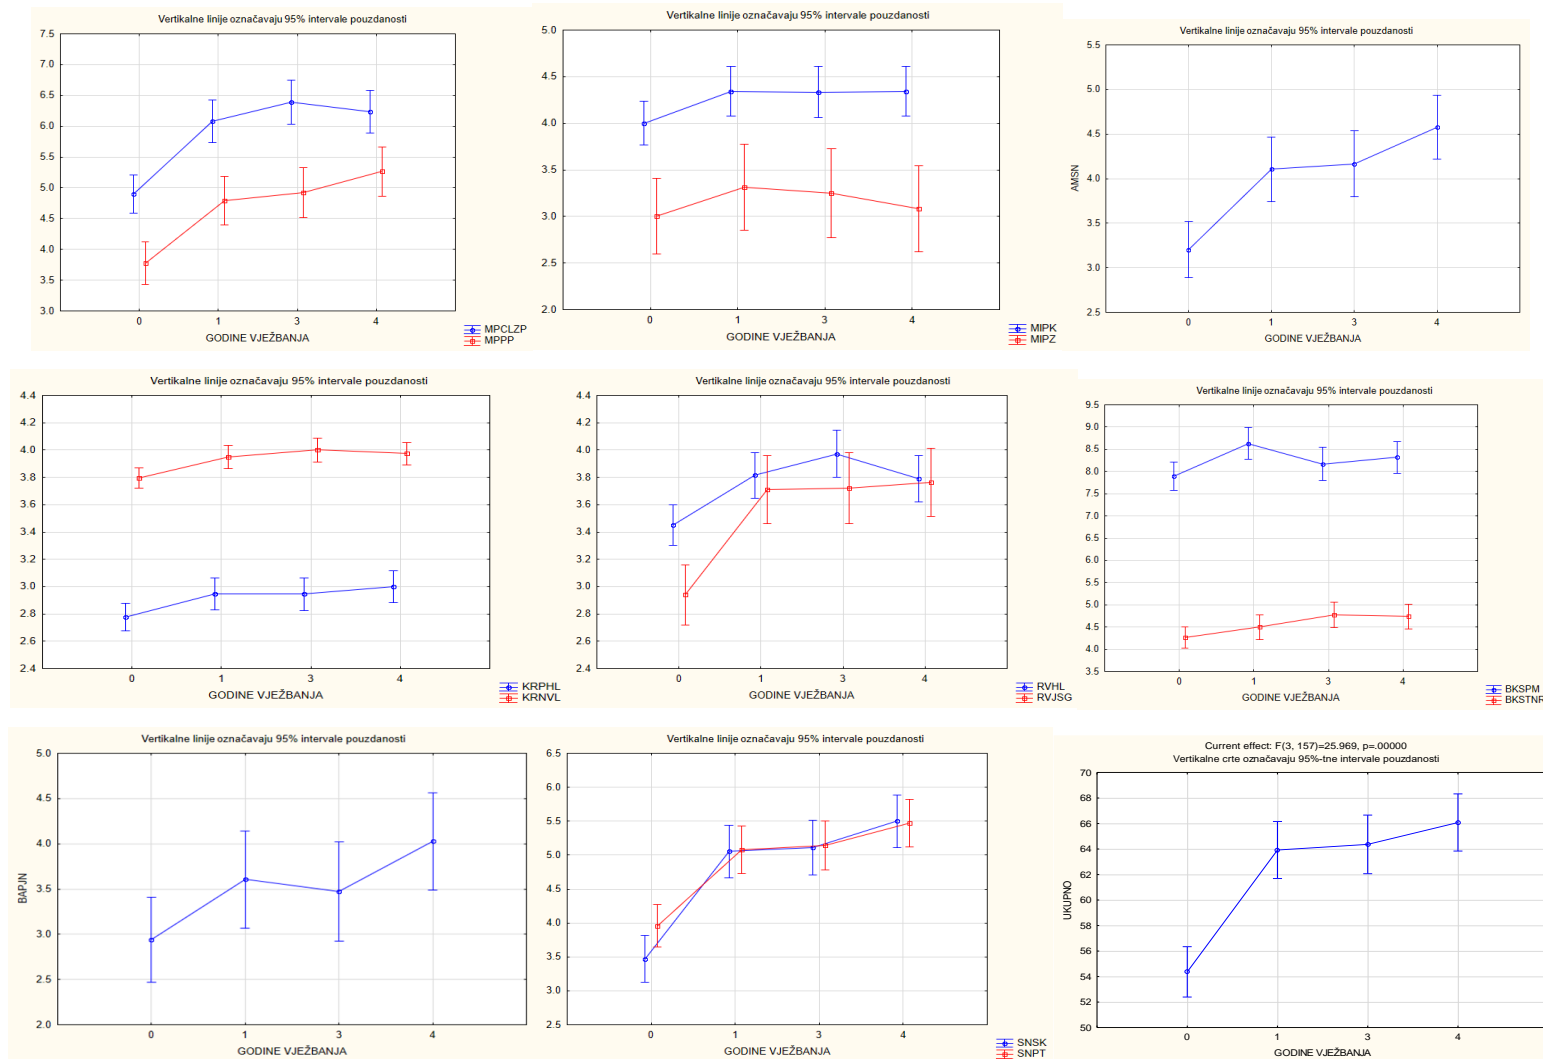 Vertikalne linije označavaju 95% intervale pouzdanosti
7.5
7.0
6.5
6.0
5.5
5.0
4.5
4.0
3.5
3.0
0 1 3 4
GODINE VJEŽBANJA
MPCLZP
MPPP
Vertikalne linije označavaju 95% intervale pouzdanosti
5.0
4.5
4.0
3.5
3.0
2.5
2.0
0 1 3 4
GODINE VJEŽBANJA
MIPK
MIPZ
Vertikalne linije označavaju 95% intervale pouzdanosti
5.5
5.0
4.5
4.0
3.5
3.0
2.5
AMSN
0 1 3 4
GODINE VJEŽBANJA
Vertikalne linije označavaju 95% intervale pouzdanosti
4.4
4.2
4.0
3.8
3.6
3.4
3.2
3.0
2.8
2.6
2.4
0 1 3 4
GODINE VJEŽBANJA
KRPHL
KRNVL
Vertikalne linije označavaju 95% intervale pouzdanosti
4.4
4.2
4.0
3.8
3.6
3.4
3.2
3.0
2.8
2.6
2.4
0 1 3 4
GODINE VJEŽBANJA
RVHL
RVJSG
Vertikalne linije označavaju 95% intervale pouzdanosti
9.5
9.0
8.5
8.0
7.5
7.0
6.5
6.0
5.5
5.0
4.5
4.0
3.5
0 1 3 4
GODINE VJEŽBANJA
BKSPM
BKSTNR
Vertikalne linije označavaju 95% intervale pouzdanosti
5.0
4.5
4.0
3.5
3.0
2.5
2.0
BAPJN
0 1 3 4
GODINE VJEŽBANJA
Vertikalne linije označavaju 95% intervale pouzdanosti
6.5
6.0
5.5
5.0
4.5
4.0
3.5
3.0
2.5
0 1 3 4
GODINE VJEŽBANJA
SNSK
SNPT
Current effect: F(3, 157)=25.969, p=.00000
Vertikalne crte označavaju 95%-tne intervale pouzdanosti
70
68
66
64
62
60
58
56
54
52
50
UKUPNO
0 1 3 4
GODINE VJEŽBANJA